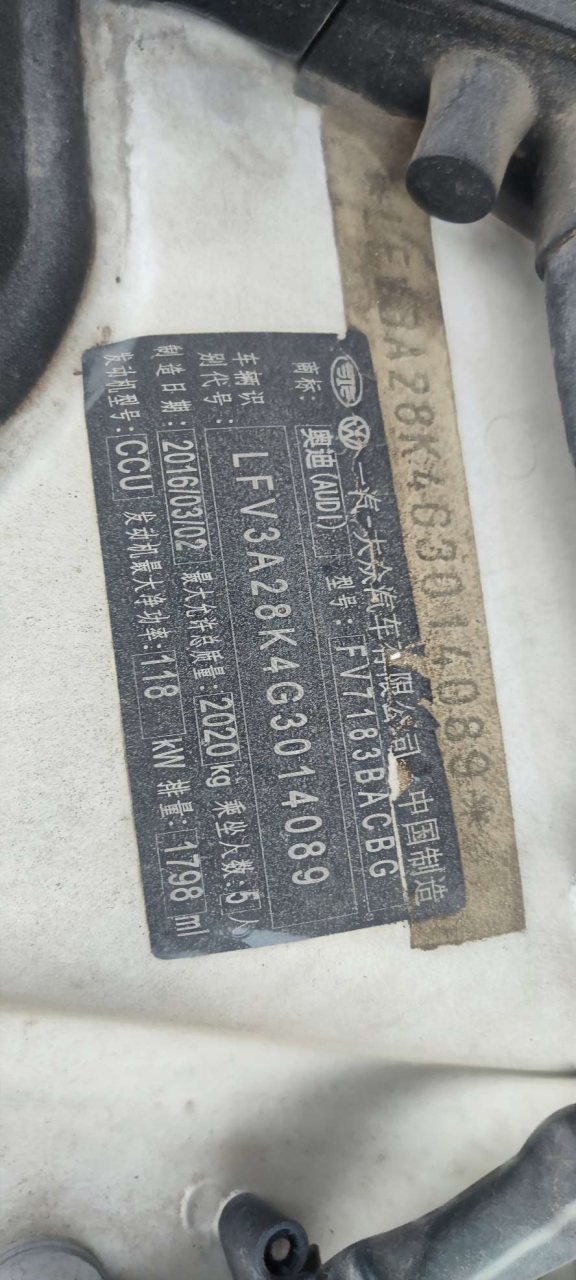 一汽-大众汽车有限公司 中国制造
商标: 奥迪(AUDI) 型号: FV7183BACBG
车辆识
别代号: LFV3A28K4G3014089
制造日期: 2016/03/02 最大允许总质量: 2020kg 乘坐人数: 5人
发动机型号: CCU 发动机最大净功率: 118 kW 排量: 1798 ml
A28K4G3014089*